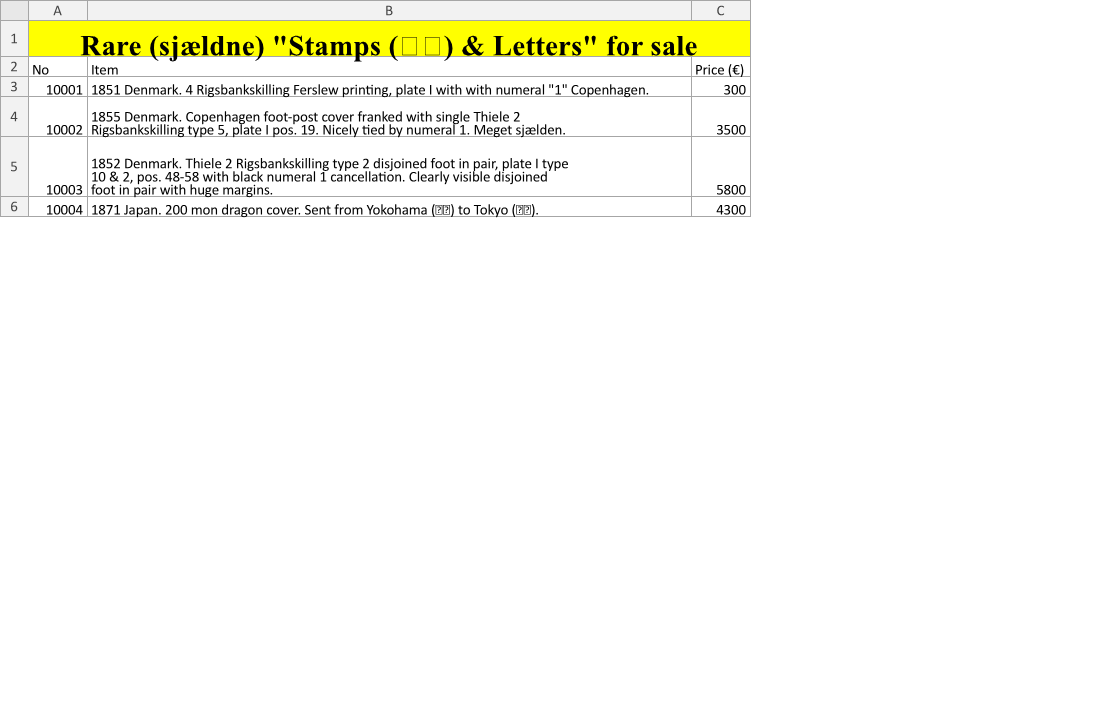 A B C
1 Rare (sjældne) "Stamps (□ □) & Letters" for sale
2 No Item Price (€)
3 10001 1851 Denmark. 4 Rigsbankskilling Ferslew printing, plate I with with numeral "1" Copenhagen. 300
4 1855 Denmark. Copenhagen foot-post cover franked with single Thiele 2
10002 Rigsbankskilling type 5, plate I pos. 19. Nicely tied by numeral 1. Meget sjælden. 3500
5 1852 Denmark. Thiele 2 Rigsbankskilling type 2 disjoined foot in pair, plate I type
10 & 2, pos. 48-58 with black numeral 1 cancellation. Clearly visible disjoined
10003 foot in pair with huge margins. 5800
6 10004 1871 Japan. 200 mon dragon cover. Sent from Yokohama (□□) to Tokyo (□□). 4300